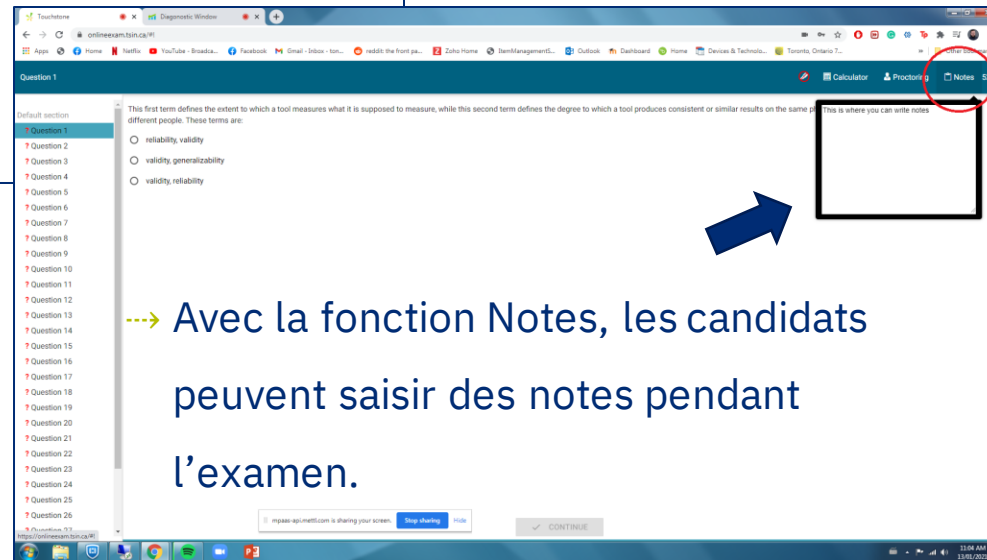 Touchstone
Diagonostic Window
onlineexam.tsin.ca/#!
Apps Home Netflix YouTube - Broadca... Facebook Gmail - Inbox - ton... reddit: the front pa... Zoho Home ItemManagementS... Outlook Dashboard Home Devices & Technolo... Toronto, Ontario 7... » Other bookmar
Question 1
Calculator Proctoring Notes
Default section
? Question 1
? Question 2
? Question 3
? Question 4
? Question 5
? Question 6
? Question 7
? Question 8
? Question 9
? Question 10
? Question 11
? Question 12
? Question 13
? Question 14
? Question 15
? Question 16
? Question 17
? Question 18
? Question 19
? Question 20
? Question 21
? Question 22
? Question 23
? Question 24
? Question 25
? Question 26
? Question 27
This first term defines the extent to which a tool measures what it is supposed to measure, while this second term defines the degree to which a tool produces consistent or similar results on the same
different people. These terms are:
reliability, validity
validity, generalizability
validity, reliability
This is where you can write notes
Avec la fonction Notes, les candidats
peuvent saisir des notes pendant
l'examen.
mpaas-api.mettl.com is sharing your screen. Stop sharing Hide
CONTINUE
https://onlineexam.tsin.ca/#!
11:04 AM